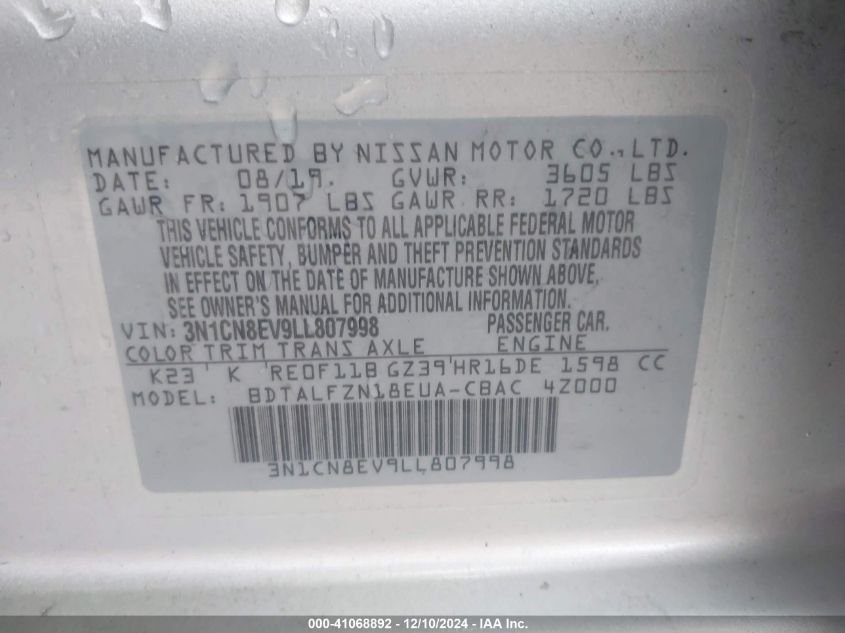 MANUFACTURED BY NISSAN MOTOR CO., LTD.
DATE: 08/19. GVWR: 3605 LBS
GAWR FR: 1907 LBS GAWR RR: 1720 LBS
THIS VEHICLE CONFORMS TO ALL APPLICABLE FEDERAL MOTOR
VEHICLE SAFETY, BUMPER AND THEFT PREVENTION STANDARDS
IN EFFECT ON THE DATE OF MANUFACTURE SHOWN ABOVE,
SEE OWNER'S MANUAL FOR ADDITIONAL INFORMATION.
VIN: 3N1CN8EV9LL807998 PASSENGER CAR.
COLOR TRIM TRANS AXLE ENGINE
K23 K RE0F11B GZ39 HR16DE 1598 CC
MODEL: BDTALFZN18EUA-CBAC 4Z000
3N1CN8EV9LL807998
000-41068892 - 12/10/2024 - IAA Inc.